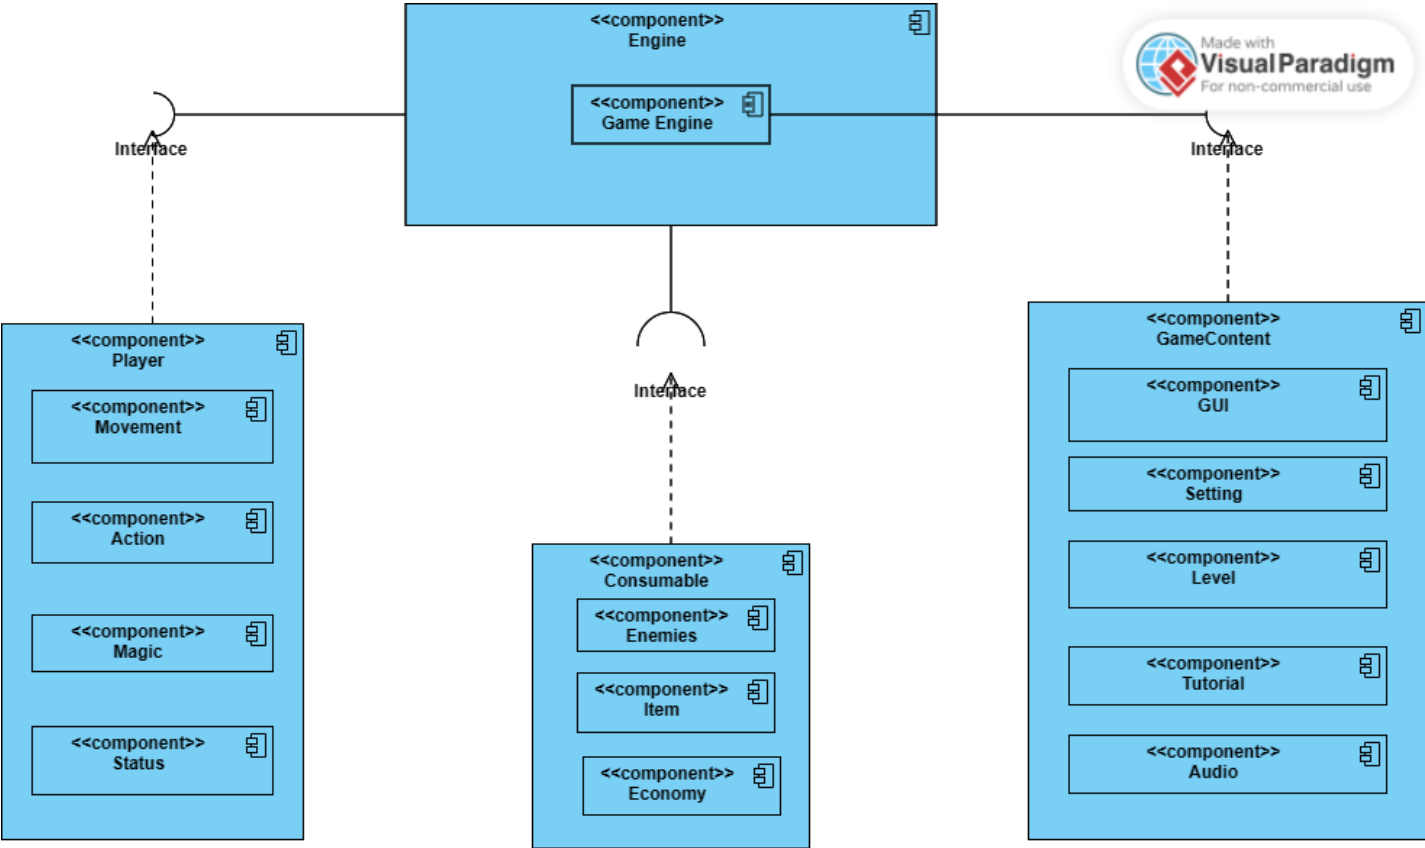 <<component>>
Engine
<<component>>
Game Engine
Made with
Visual Paradigm
For non-commercial use
Interface
Interface
Interface
<<component>>
Player
<<component>>
Movement
<<component>>
Action
<<component>>
Magic
<<component>>
Status
<<component>>
Consumable
<<component>>
Enemies
<<component>>
Item
<<component>>
Economy
<<component>>
GameContent
<<component>>
GUI
<<component>>
Setting
<<component>>
Level
<<component>>
Tutorial
<<component>>
Audio